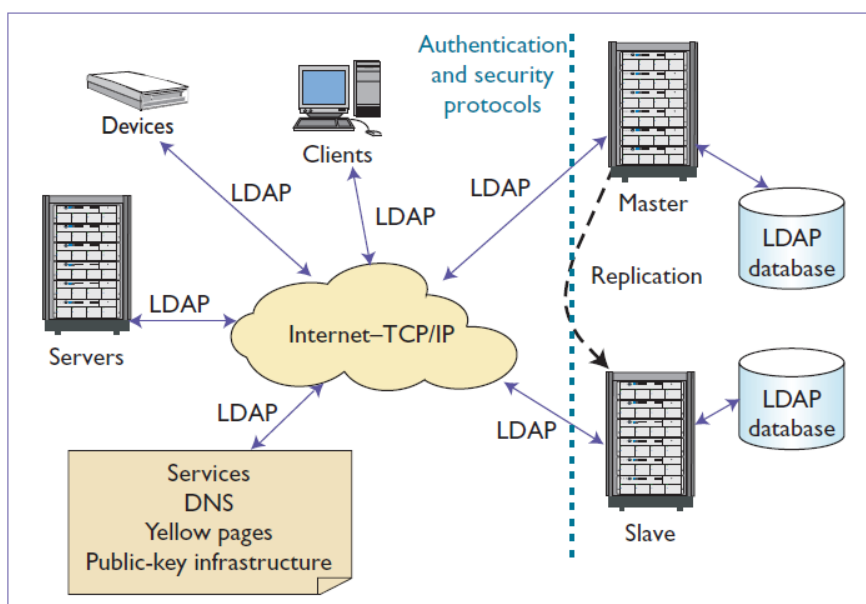 Authentication
and security
protocols
Devices
Clients
LDAP
LDAP
LDAP
Master
LDAP
database
Replication
LDAP
Servers
Internet–TCP/IP
LDAP
LDAP
LDAP
database
Services
DNS
Yellow pages
Public-key infrastructure
Slave